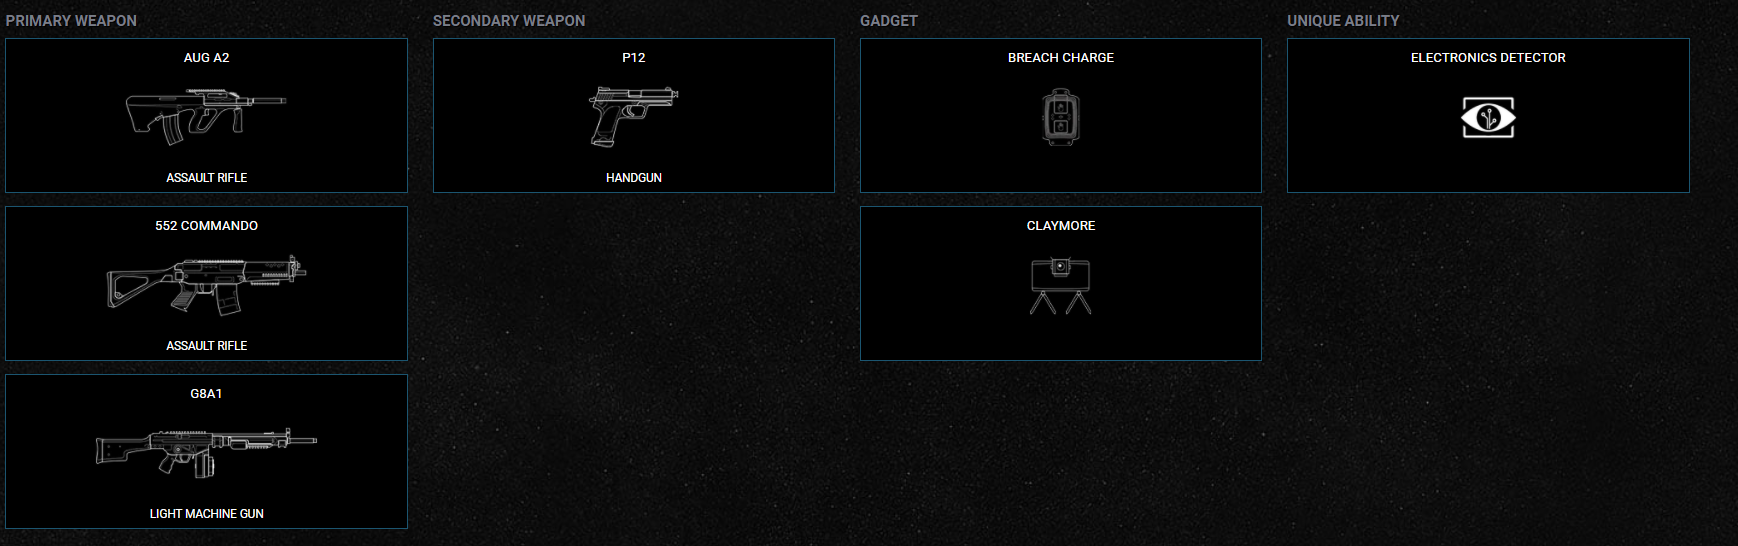 PRIMARY WEAPON
AUG A2
ASSAULT RIFLE
552 COMMANDO
ASSAULT RIFLE
G8A1
LIGHT MACHINE GUN
SECONDARY WEAPON
P12
HANDGUN
GADGET
BREACH CHARGE
CLAYMORE
UNIQUE ABILITY
ELECTRONICS DETECTOR